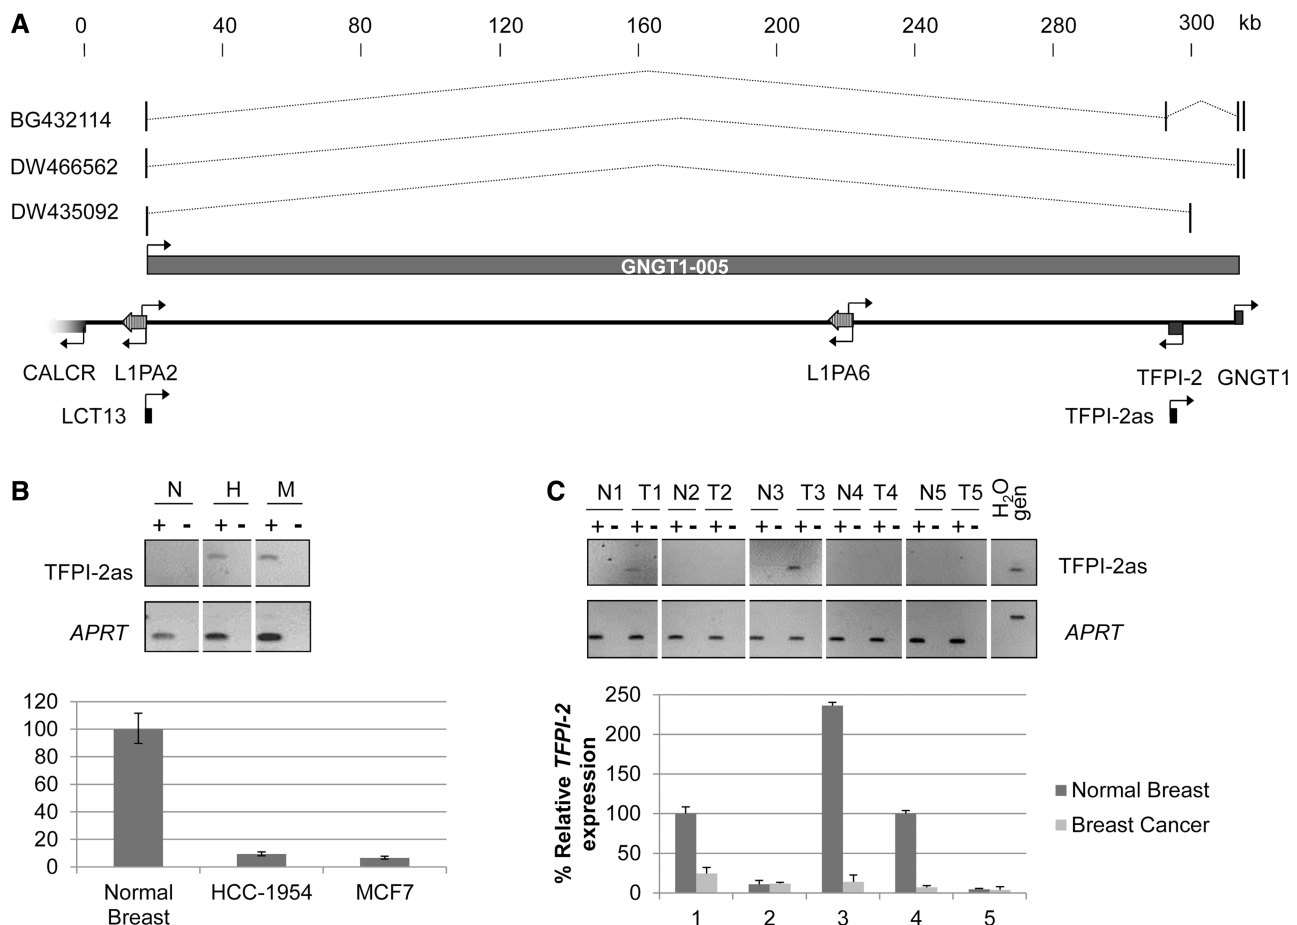 A
0 40 80 120 160 200 240 280 300 kb
BG432114
DW466562
DW435092
GNGT1-005
CALCR L1PA2 L1PA6 TFPI-2 GNGT1
LCT13 TFPI-2as
B
N H M
+ - + - + -
TFPI-2as
APRT
120
100
80
60
40
20
0
Normal Breast HCC-1954 MCF7
C
N1 T1 N2 T2 N3 T3 N4 T4 N5 T5 H2O gen
+ - + - + - + - + - + - + - + - + - + -
TFPI-2as
APRT
% Relative TFPI-2 expression
250
200
150
100
50
0
1 2 3 4 5
Normal Breast
Breast Cancer